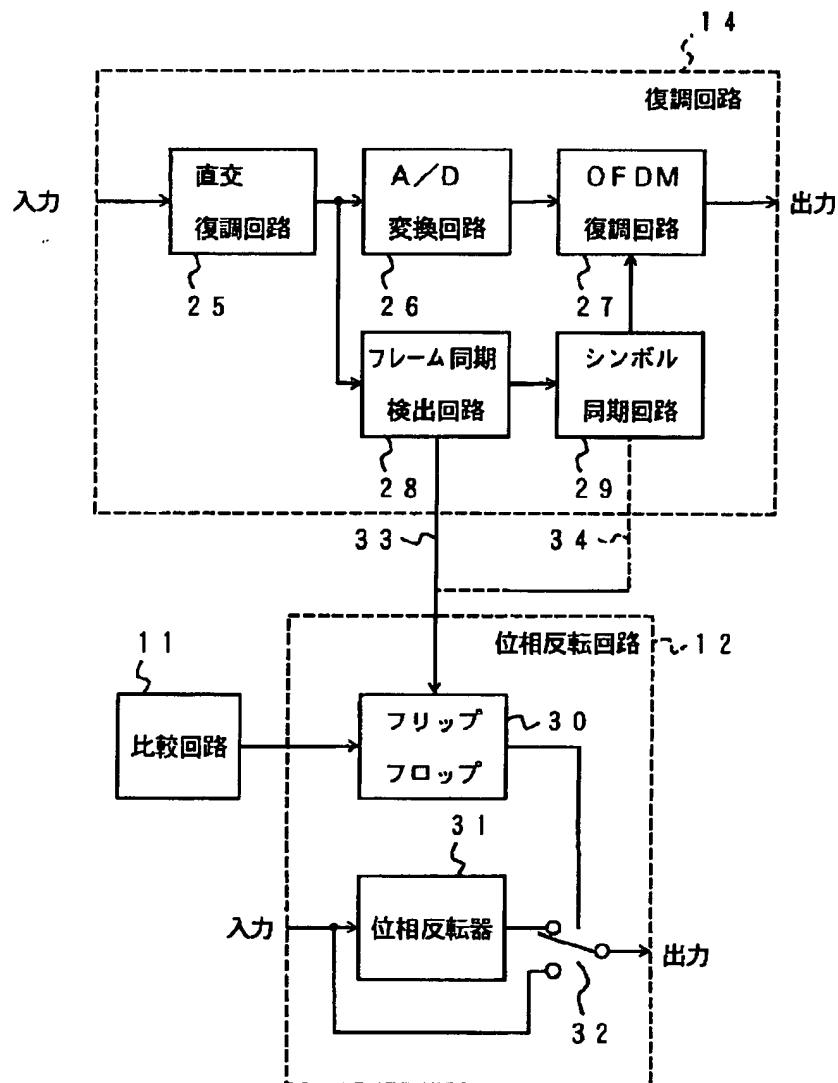 14
復調回路
直交
復調回路
A/D
変換回路
OFDM
復調回路
入力
出力
25
26
27
フレーム同期
検出回路
シンボル
同期回路
28
29
33
34
位相反転回路
12
11
比較回路
フリップ
フロップ
30
31
入力
位相反転器
出力
32